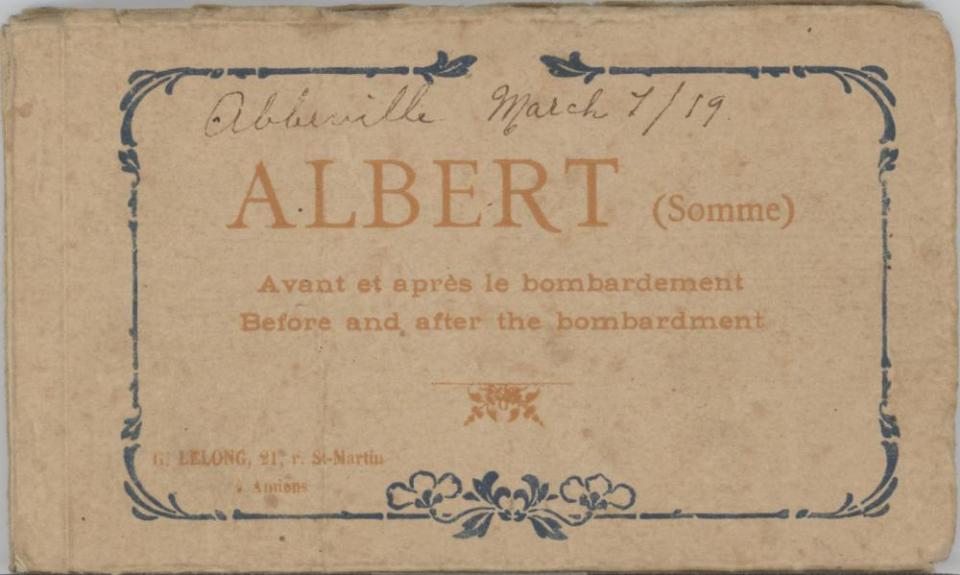 Abbeville March 7/19
ALBERT (Somme)
Avant et après le bombardement
Before and after the bombardment
G. LELONG, 21, r. St-Martin
à Amiens